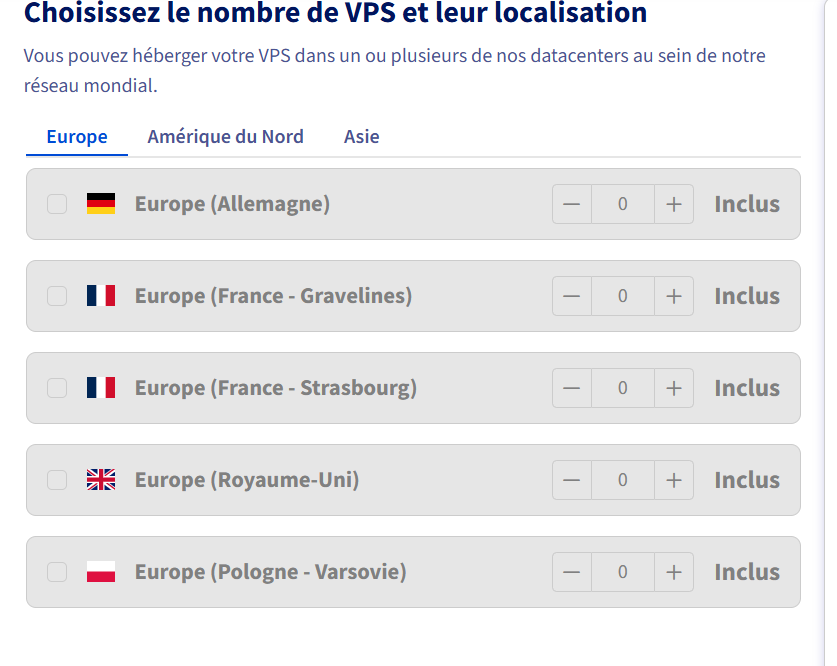 Choisissez le nombre de VPS et leur localisation
Vous pouvez héberger votre VPS dans un ou plusieurs de nos datacenters au sein de notre
réseau mondial.
Europe Amérique du Nord Asie
Europe (Allemagne) — 0 + Inclus
Europe (France - Gravelines) — 0 + Inclus
Europe (France - Strasbourg) — 0 + Inclus
Europe (Royaume-Uni) — 0 + Inclus
Europe (Pologne - Varsovie) — 0 + Inclus